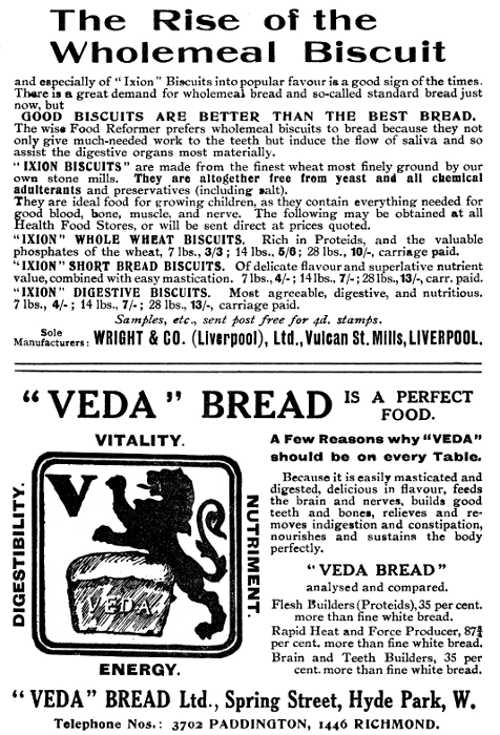 The Rise of the
Wholemeal Biscuit
and especially of "Ixion" Biscuits into popular favour is a good sign of the times.
There is a great demand for wholemeal bread and so-called standard bread just
now, but
GOOD BISCUITS ARE BETTER THAN THE BEST BREAD.
The wise Food Reformer prefers wholemeal biscuits to bread because they not
only give much-needed work to the teeth but induce the flow of saliva and so
assist the digestive organs most materially.
"IXION BISCUITS" are made from the finest wheat most finely ground by our
own stone mills. They are altogether free from yeast and all chemical
adulterants and preservatives (including salt).
They are ideal food for growing children, as they contain everything needed for
good blood, bone, muscle, and nerve. The following may be obtained at all
Health Food Stores, or will be sent direct at prices quoted.
"IXION" WHOLE WHEAT BISCUITS. Rich in Proteids, and the valuable
phosphates of the wheat, 7 lbs., 3/3 ; 14 lbs., 5/6 ; 28 lbs., 10/-, carriage paid.
"IXION" SHORT BREAD BISCUITS. Of delicate flavour and superlative nutrient
value, combined with easy mastication. 7 lbs., 4/- ; 14 lbs., 7/- ; 28 lbs., 13/-, carr. paid.
"IXION" DIGESTIVE BISCUITS. Most agreeable, digestive, and nutritious.
7 lbs., 4/- ; 14 lbs., 7/- ; 28 lbs., 13/-, carriage paid.
Samples, etc., sent post free for 4d. stamps.
Sole
Manufacturers: WRIGHT & CO. (Liverpool), Ltd., Vulcan St. Mills, LIVERPOOL.
"VEDA" BREAD IS A PERFECT
FOOD.
VITALITY.
DIGESTIBILITY.
V
VEDA
NUTRIMENT.
ENERGY.
A Few Reasons why "VEDA"
should be on every Table.
Because it is easily masticated and
digested, delicious in flavour, feeds
the brain and nerves, builds good
teeth and bones, relieves and re-
moves indigestion and constipation,
nourishes and sustains the body
perfectly.
"VEDA BREAD"
analysed and compared.
Flesh Builders (Proteids), 35 per cent.
more than fine white bread.
Rapid Heat and Force Producer, 87¾
per cent. more than fine white bread.
Brain and Teeth Builders, 35 per
cent. more than fine white bread.
"VEDA" BREAD Ltd., Spring Street, Hyde Park, W.
Telephone Nos.: 3702 PADDINGTON, 1446 RICHMOND.